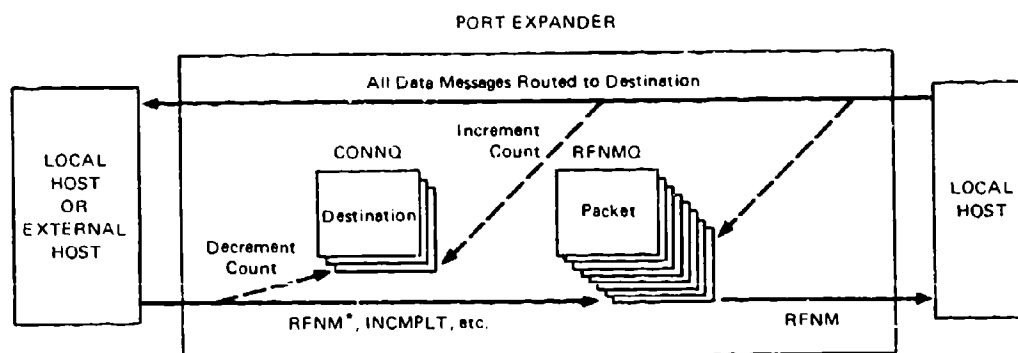 PORT EXPANDER
All Data Messages Routed to Destination
Increment
Count
CONNQ
RFNMQ
LOCAL
HOST
OR
EXTERNAL
HOST
Destination
Packet
LOCAL
HOST
Decrement
Count
RFNM*, INCMPLT, etc.
RFNM